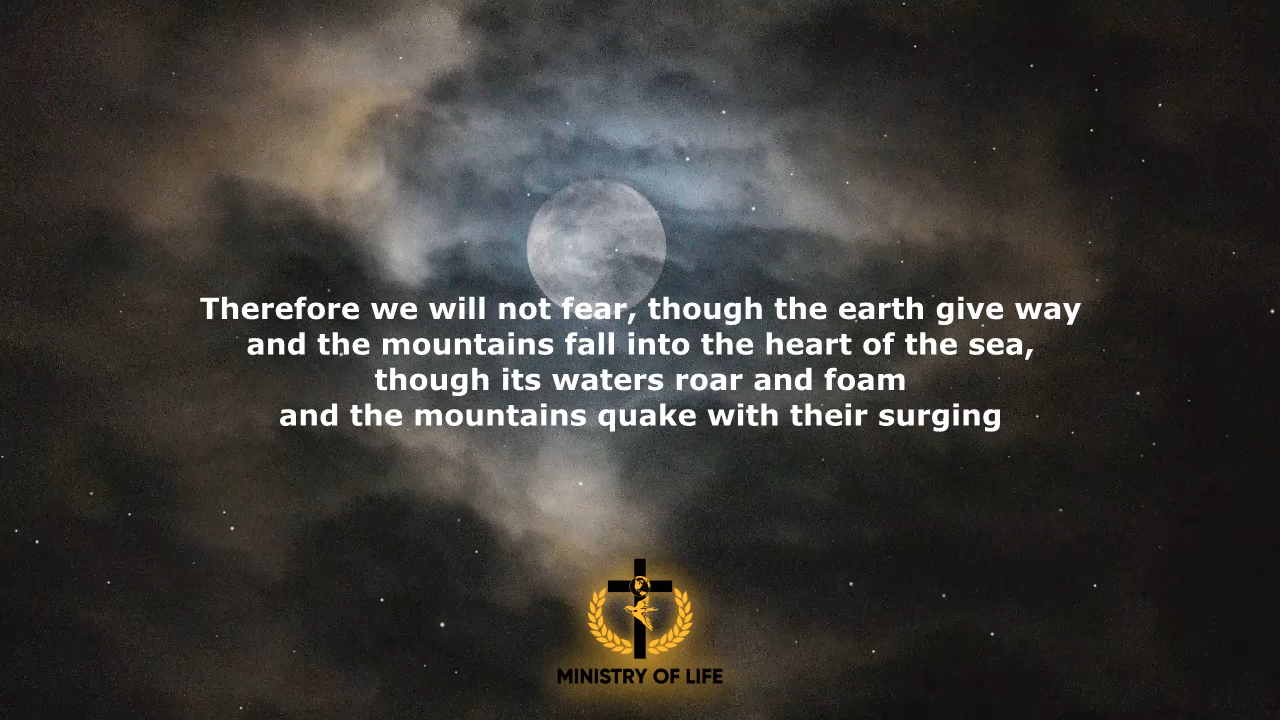 Therefore we will not fear, though the earth give way
and the mountains fall into the heart of the sea,
though its waters roar and foam
and the mountains quake with their surging
MINISTRY OF LIFE